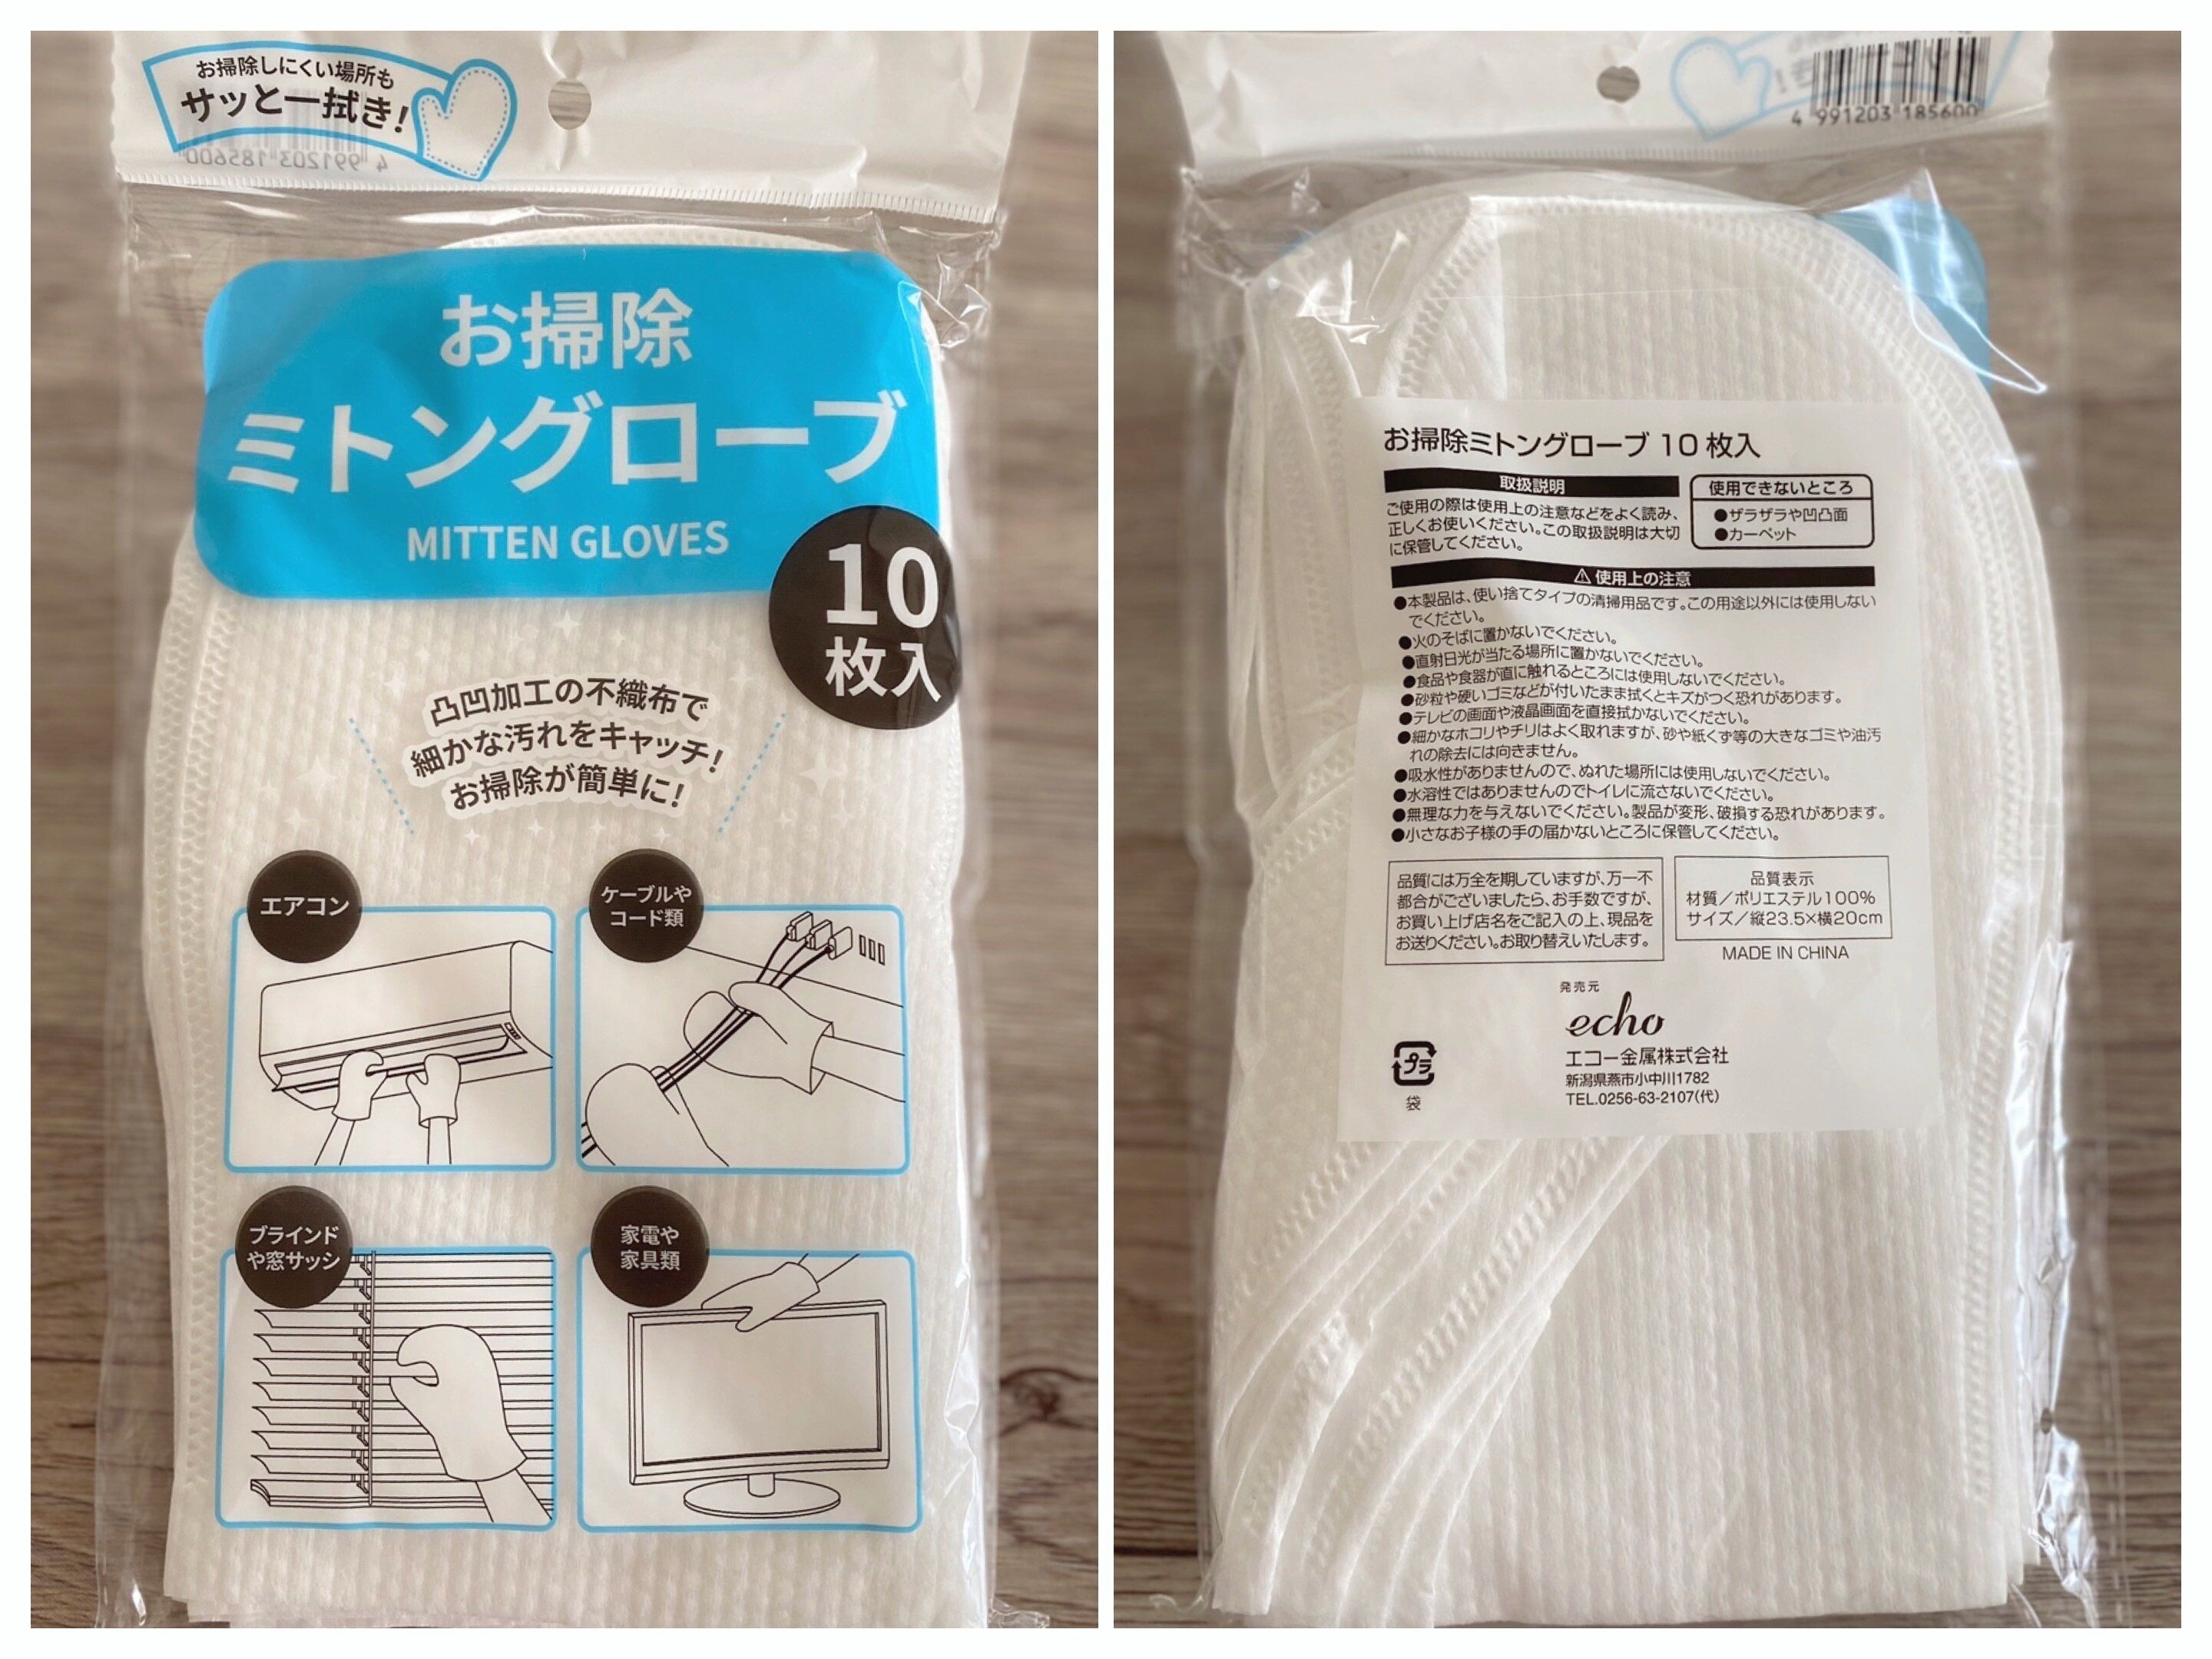 お掃除しにくい場所も
サッと一拭き!
お掃除
ミトングローブ
MITTEN GLOVES
10
枚入
凸凹加工の不織布で
細かな汚れをキャッチ!
お掃除が簡単に!
エアコン
ケーブルや
コード類
ブラインド
や窓サッシ
家電や
家具類
4 991203 185600
お掃除ミトングローブ 10 枚入
取扱説明
ご使用の際は使用上の注意などをよく読み、
正しくお使いください。この取扱説明は大切
に保管してください。
使用できないところ
●ザラザラや凹凸面
●カーペット
⚠使用上の注意
●本製品は、使い捨てタイプの清掃用品です。この用途以外には使用しない
でください。
●火のそばに置かないでください。
●直射日光が当たる場所に置かないでください。
●食品や食器が直に触れるところには使用しないでください。
●砂粒や硬いゴミなどが付いたまま拭くとキズがつく恐れがあります。
●テレビの画面や液晶画面を直接拭かないでください。
●細かなホコリやチリはよく取れますが、砂や紙くず等の大きなゴミや油汚
れの除去には向きません。
●吸水性がありませんので、ぬれた場所には使用しないでください。
●水溶性ではありませんのでトイレに流さないでください。
●無理な力を与えないでください。製品が変形、破損する恐れがあります。
●小さなお子様の手の届かないところに保管してください。
品質には万全を期していますが、万一不
都合がございましたら、お手数ですが、
お買い上げ店名をご記入の上、現品を
お送りください。お取り替えいたします。
品質表示
材質/ポリエステル100%
サイズ/縦23.5×横20cm
MADE IN CHINA
発売元
echo
エコー金属株式会社
新潟県燕市小中川1782
TEL.0256-63-2107(代)
プラ
袋